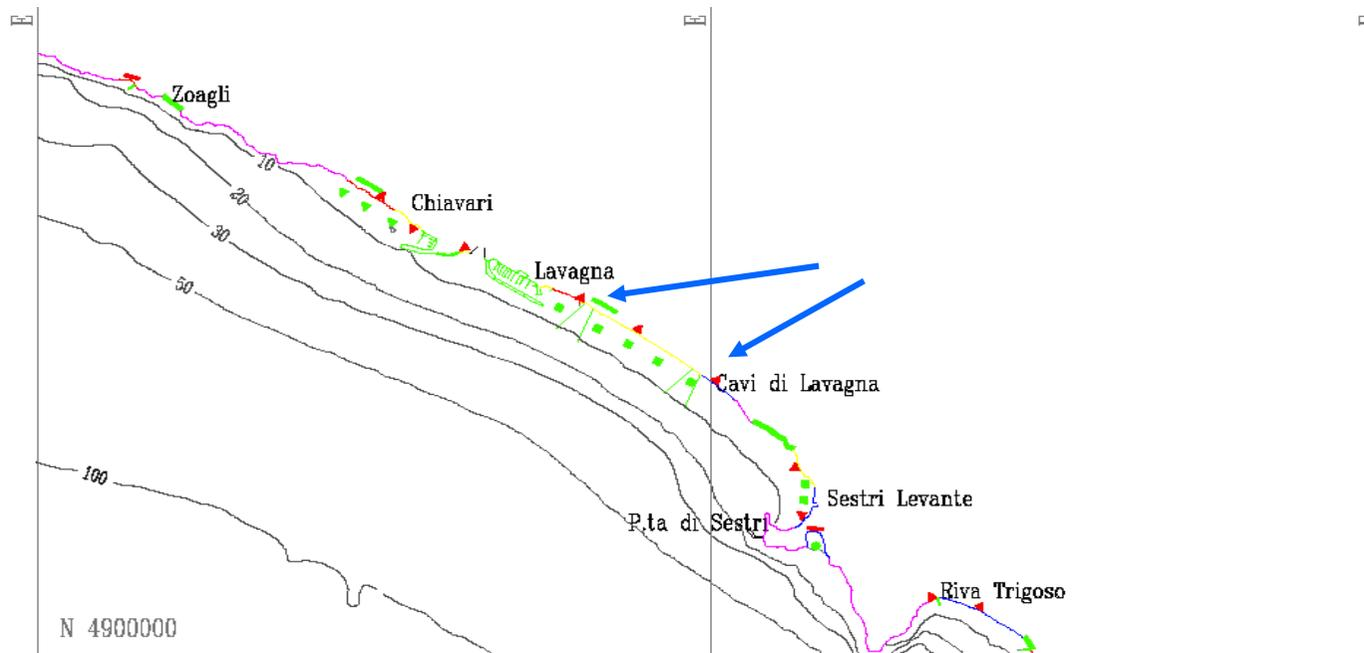 E
E
E
Zoagli
10
20
Chiavari
30
Lavagna
50
Cavi di Lavagna
100
Sestri Levante
P.ta di Sestri
Riva Trigoso
N 4900000